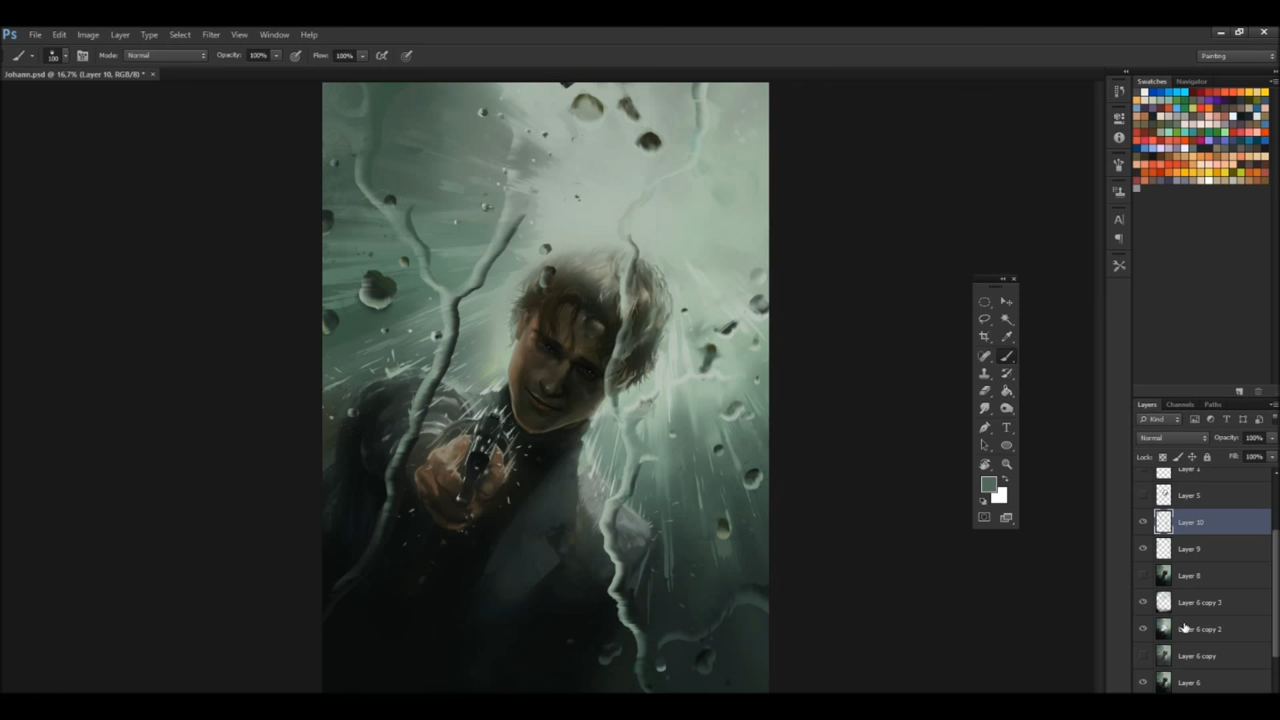 Ps File Edit Image Layer Type Select Filter View Window Help
100 Mode: Normal Opacity: 100% Flow: 100% Painting
Johann.psd @ 16,7% (Layer 10, RGB/8) * ×
Swatches Navigator
Layers Channels Paths
Kind
Normal Opacity: 100%
Lock: Fill: 100%
Layer 1
Layer 5
Layer 10
Layer 9
Layer 8
Layer 6 copy 3
Layer 6 copy 2
Layer 6 copy
Layer 6